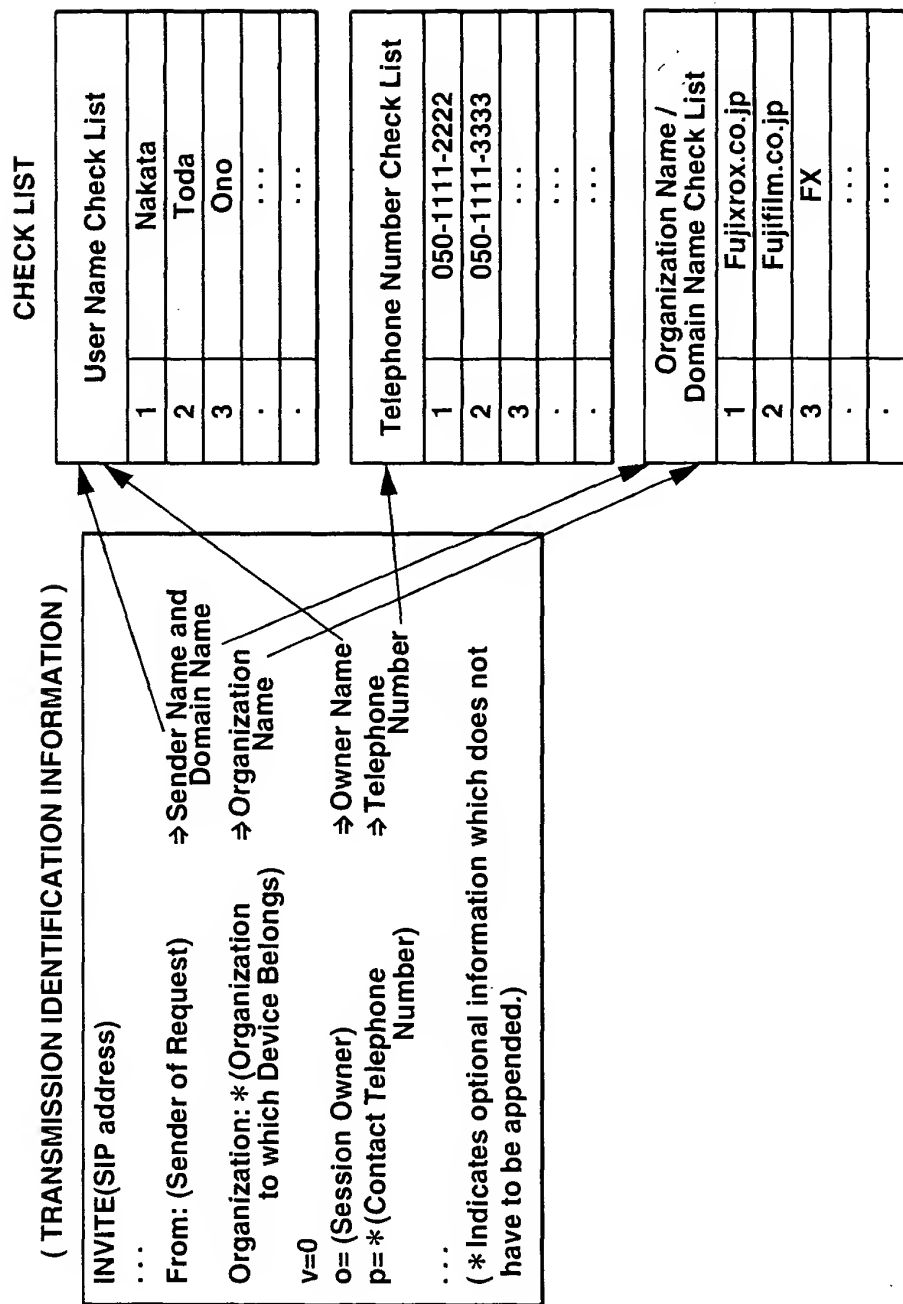 ( TRANSMISSION IDENTIFICATION INFORMATION )
INVITE(SIP address)
. . .
From: (Sender of Request)
⇒Sender Name and
Domain Name
Organization: *(Organization
to which Device Belongs)
⇒Organization
Name
v=0
o= (Session Owner)
⇒Owner Name
p= *(Contact Telephone
Number)
⇒Telephone
Number
. . .
( *Indicates optional information which does not
have to be appended.)
CHECK LIST
User Name Check List
1 Nakata
2 Toda
3 Ono
. . . .
. . . .
Telephone Number Check List
1 050-1111-2222
2 050-1111-3333
3 . . .
. . . .
. . . .
Organization Name /
Domain Name Check List
1 Fujixrox.co.jp
2 Fujifilm.co.jp
3 FX
. . . .
. . . .